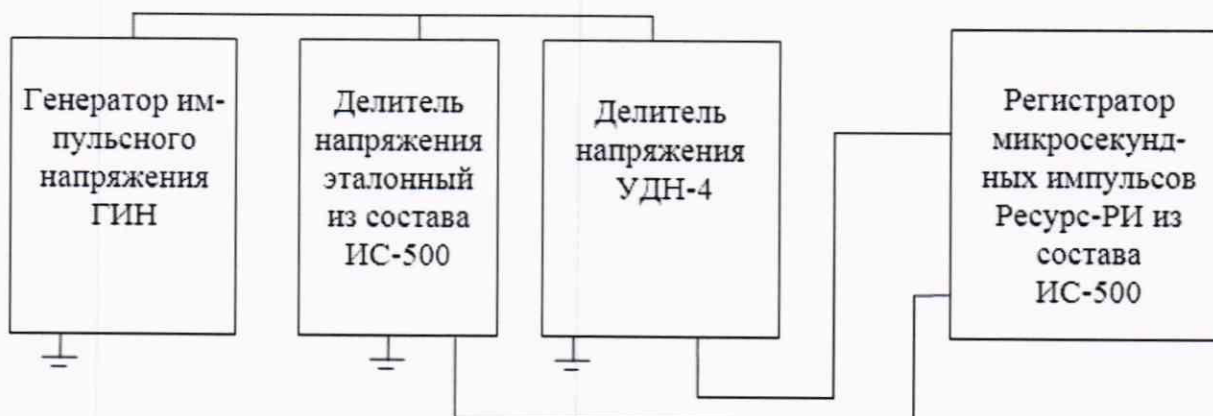 Генератор им-
пульсного
напряжения
ГИН
Делитель
напряжения
эталонный
из состава
ИС-500
Делитель
напряжения
УДН-4
Регистратор
микросекунд-
ных импульсов
Ресурс-РИ из
состава
ИС-500